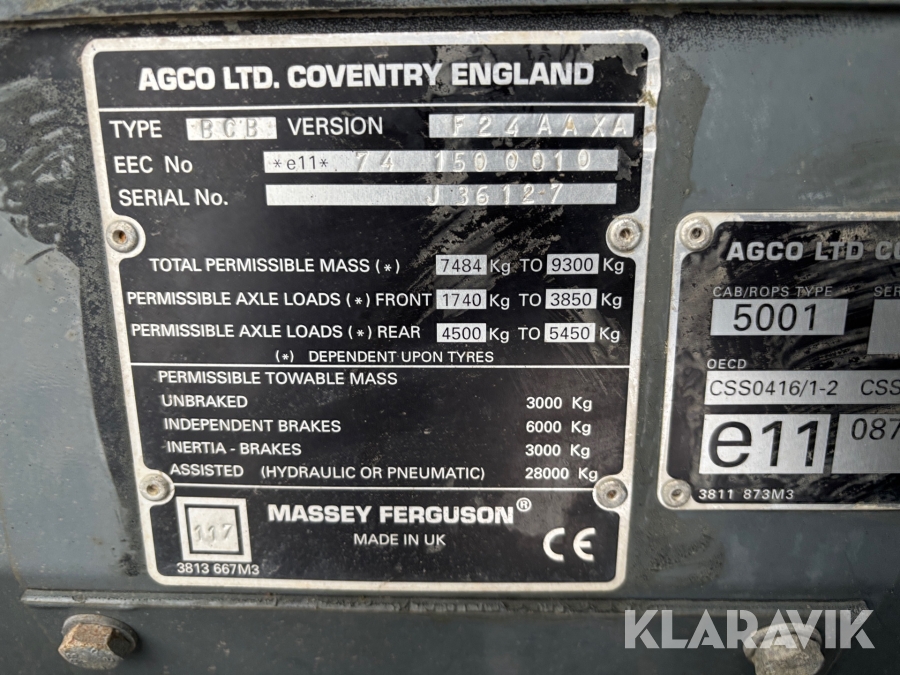 AGCO LTD. COVENTRY ENGLAND
TYPE BCB VERSION F24AAXA
EEC No *e11* 74 1500010
SERIAL No. J3612-7
TOTAL PERMISSIBLE MASS (*) 7484 Kg TO 9300 Kg
PERMISSIBLE AXLE LOADS (*) FRONT 1740 Kg TO 3850 Kg
PERMISSIBLE AXLE LOADS (*) REAR 4500 Kg TO 5450 Kg
(*) DEPENDENT UPON TYRES
PERMISSIBLE TOWABLE MASS
UNBRAKED 3000 Kg
INDEPENDENT BRAKES 6000 Kg
INERTIA - BRAKES 3000 Kg
ASSISTED (HYDRAULIC OR PNEUMATIC) 28000 Kg
117
MASSEY FERGUSON®
MADE IN UK
CE
3813 667M3
AGCO LTD CO
CAB/ROPS TYPE SER
5001
OECD
CSS0416/1-2 CSS
e11 087
3811 873M3
KLARAVIK